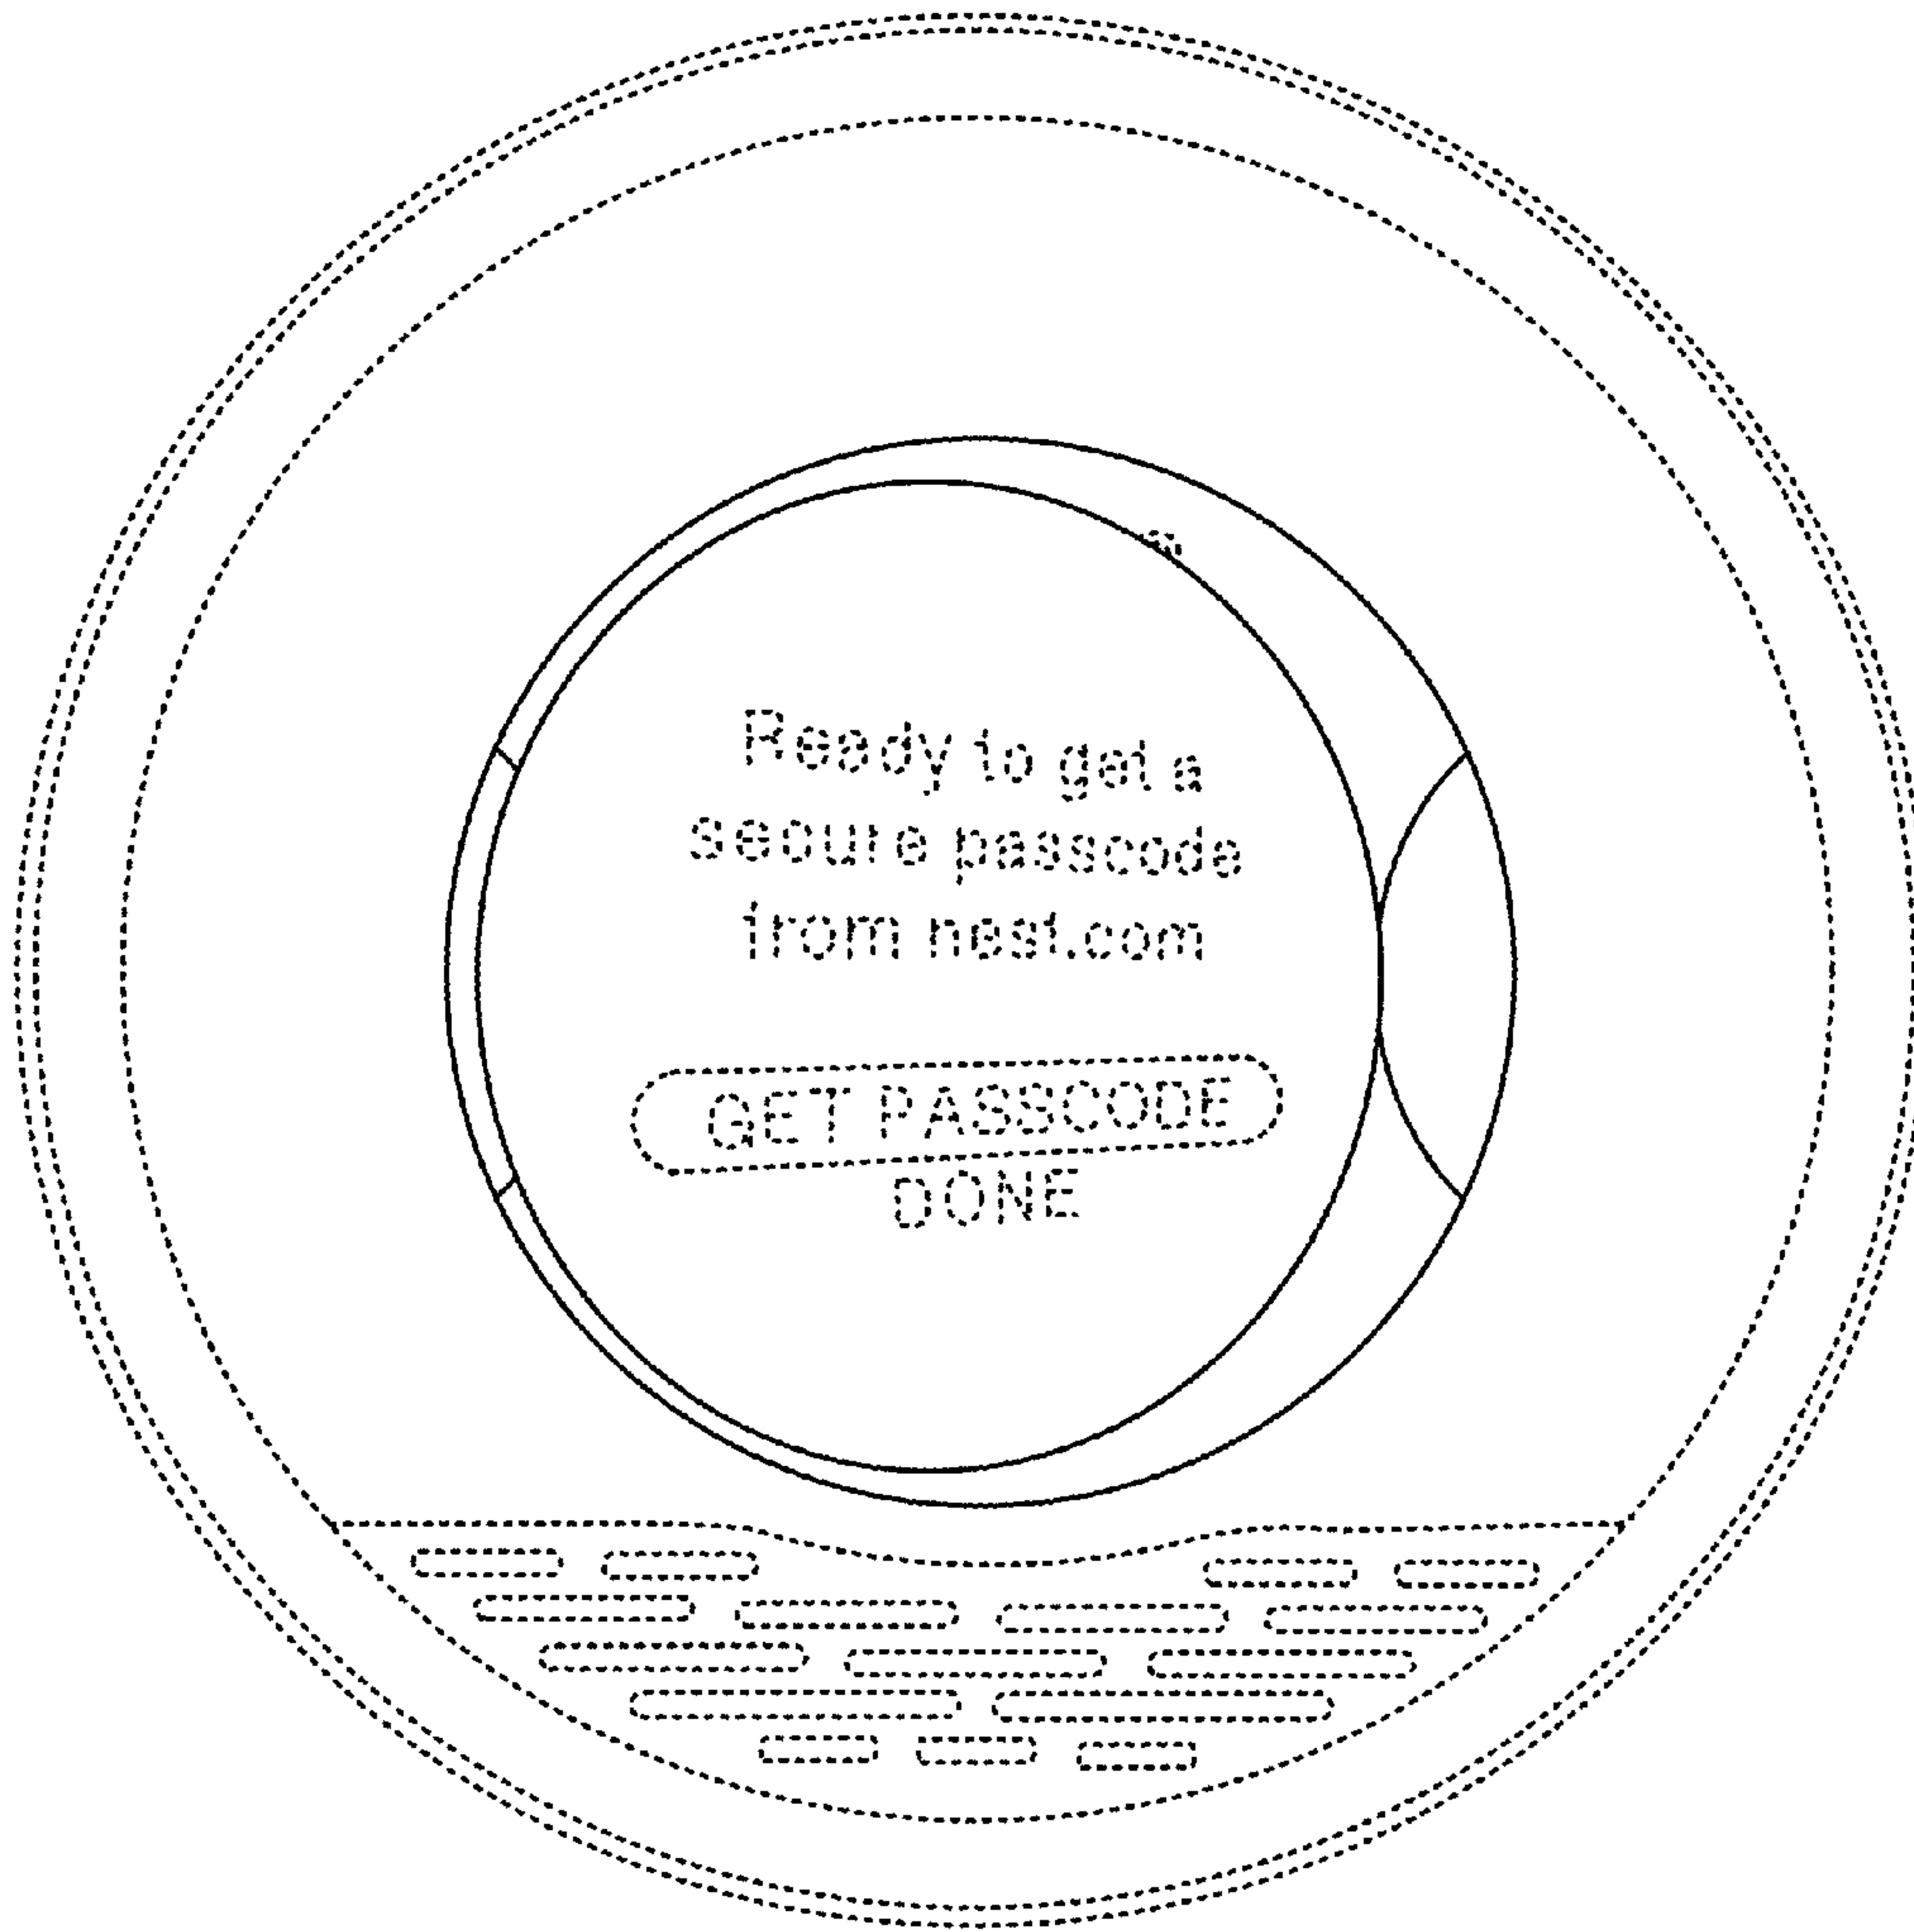 Ready to get a
secure passcode
from nest.com
GET PASSCODE
DONE